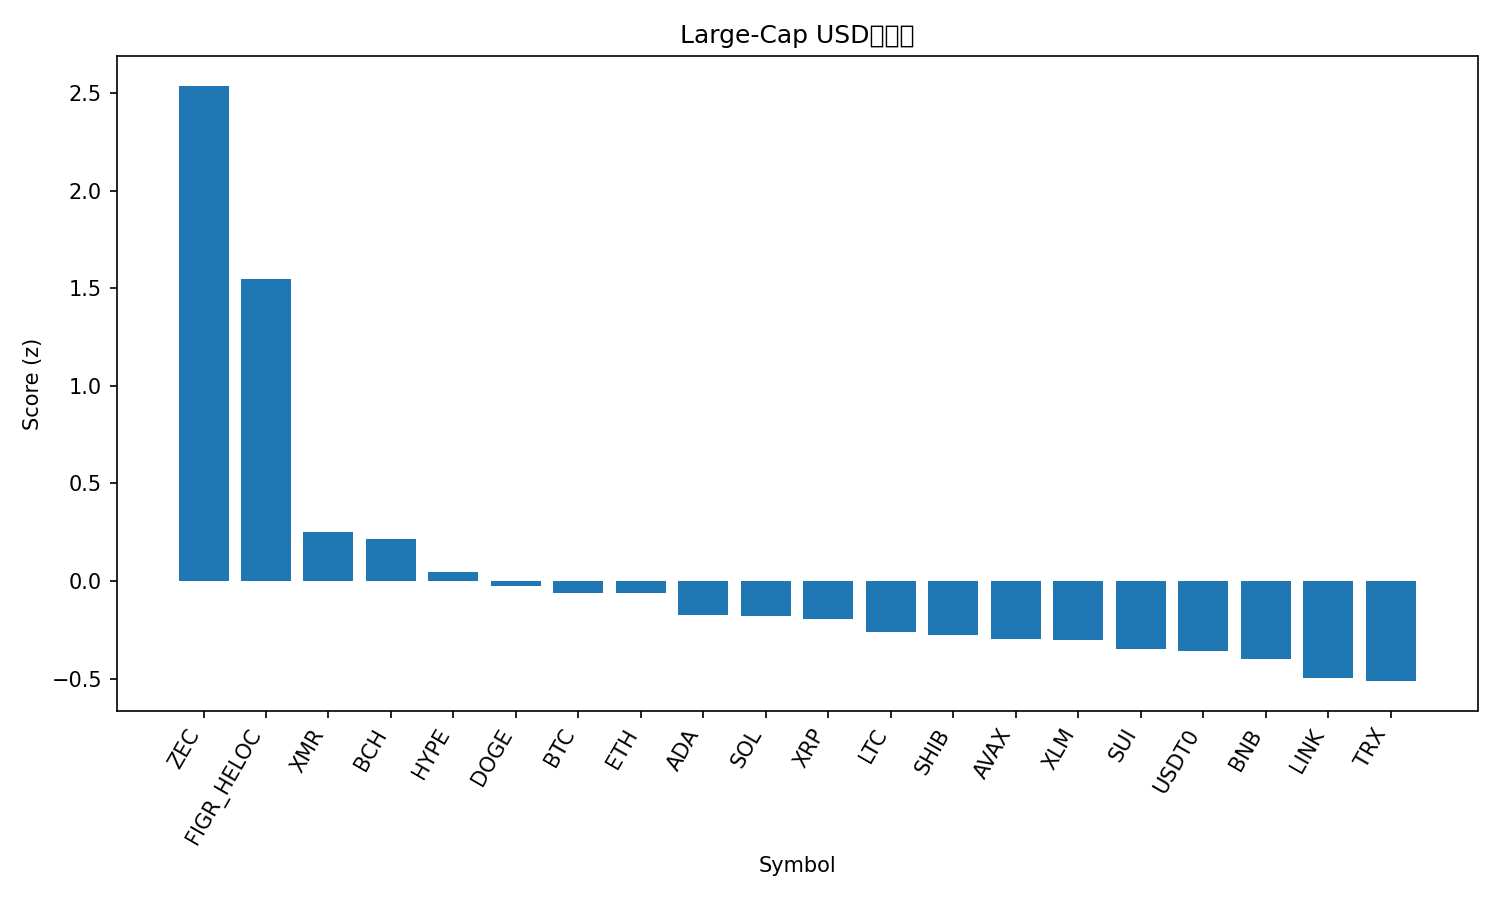 Large-Cap USD
Score (z)
2.5
2.0
1.5
1.0
0.5
0.0
−0.5
ZEC
FIGR_HELOC
XMR
BCH
HYPE
DOGE
BTC
ETH
ADA
SOL
XRP
LTC
SHIB
AVAX
XLM
SUI
USDT0
BNB
LINK
TRX
Symbol